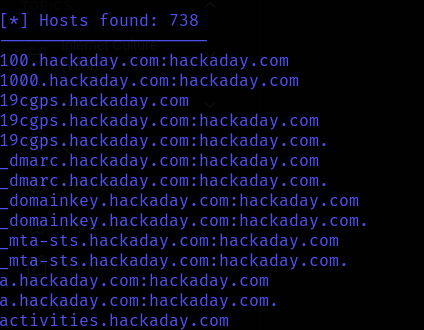 [*] Hosts found: 738
---------------------
100.hackaday.com:hackaday.com
1000.hackaday.com:hackaday.com
19cgps.hackaday.com
19cgps.hackaday.com:hackaday.com
19cgps.hackaday.com:hackaday.com.
_dmarc.hackaday.com:hackaday.com
_dmarc.hackaday.com:hackaday.com.
_domainkey.hackaday.com:hackaday.com
_domainkey.hackaday.com:hackaday.com.
_mta-sts.hackaday.com:hackaday.com
_mta-sts.hackaday.com:hackaday.com.
a.hackaday.com:hackaday.com
a.hackaday.com:hackaday.com.
activities.hackaday.com